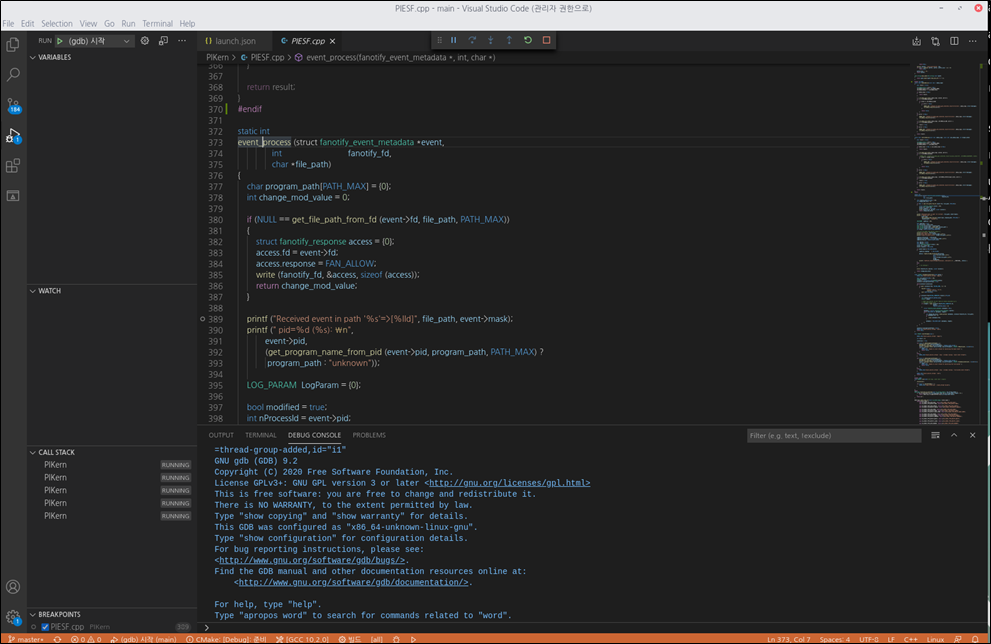 PIESF.cpp - main - Visual Studio Code (관리자 권한으로)
File Edit Selection View Go Run Terminal Help
RUN (gdb) 시작
launch.json
PIESF.cpp
PIKern > PIESF.cpp > event_process(fanotify_event_metadata *, int, char *)
VARIABLES
WATCH
CALL STACK
PIKern RUNNING
PIKern RUNNING
PIKern RUNNING
PIKern RUNNING
PIKern RUNNING
BREAKPOINTS
PIESF.cpp PIKern 389
184
1
1
366 }
367
368 return result;
369 }
370 #endif
371
372 static int
373 event_process (struct fanotify_event_metadata *event,
374 int fanotify_fd,
375 char *file_path)
376 {
377 char program_path[PATH_MAX] = {0};
378 int change_mod_value = 0;
379
380 if (NULL == get_file_path_from_fd (event->fd, file_path, PATH_MAX))
381 {
382 struct fanotify_response access = {0};
383 access.fd = event->fd;
384 access.response = FAN_ALLOW;
385 write (fanotify_fd, &access, sizeof (access));
386 return change_mod_value;
387 }
388
389 printf ("Received event in path '%s'=>[%lld]", file_path, event->mask);
390 printf (" pid=%d (%s): \n",
391 event->pid,
392 (get_program_name_from_pid (event->pid, program_path, PATH_MAX) ?
393 program_path : "unknown"));
394
395 LOG_PARAM LogParam = {0};
396
397 bool modified = true;
398 int nProcessId = event->pid;
OUTPUT TERMINAL DEBUG CONSOLE PROBLEMS
Filter (e.g. text, !exclude)
=thread-group-added,id="i1"
GNU gdb (GDB) 9.2
Copyright (C) 2020 Free Software Foundation, Inc.
License GPLv3+: GNU GPL version 3 or later <http://gnu.org/licenses/gpl.html>
This is free software: you are free to change and redistribute it.
There is NO WARRANTY, to the extent permitted by law.
Type "show copying" and "show warranty" for details.
This GDB was configured as "x86_64-unknown-linux-gnu".
Type "show configuration" for configuration details.
For bug reporting instructions, please see:
<http://www.gnu.org/software/gdb/bugs/>.
Find the GDB manual and other documentation resources online at:
<http://www.gnu.org/software/gdb/documentation/>.
For help, type "help".
Type "apropos word" to search for commands related to "word".
>
master+ 0 0 (gdb) 시작 (main) CMake: [Debug]: 준비 [GCC 10.2.0] 빌드 [all] Ln 373, Col 7 Spaces: 4 UTF-8 LF C++ Linux